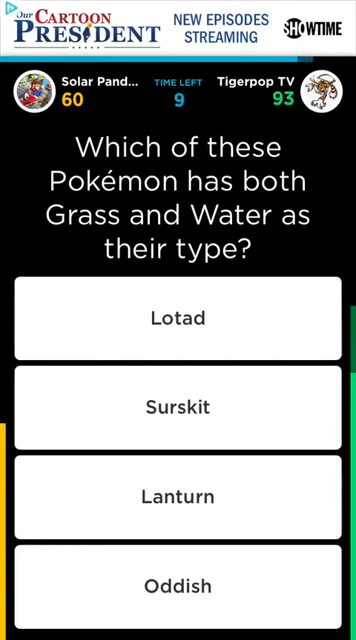 Our CARTOON
PRESIDENT
NEW EPISODES
STREAMING
SHOWTIME
Solar Pand...
TIME LEFT
Tigerpop TV
60
9
93
Which of these
Pokémon has both
Grass and Water as
their type?
Lotad
Surskit
Lanturn
Oddish